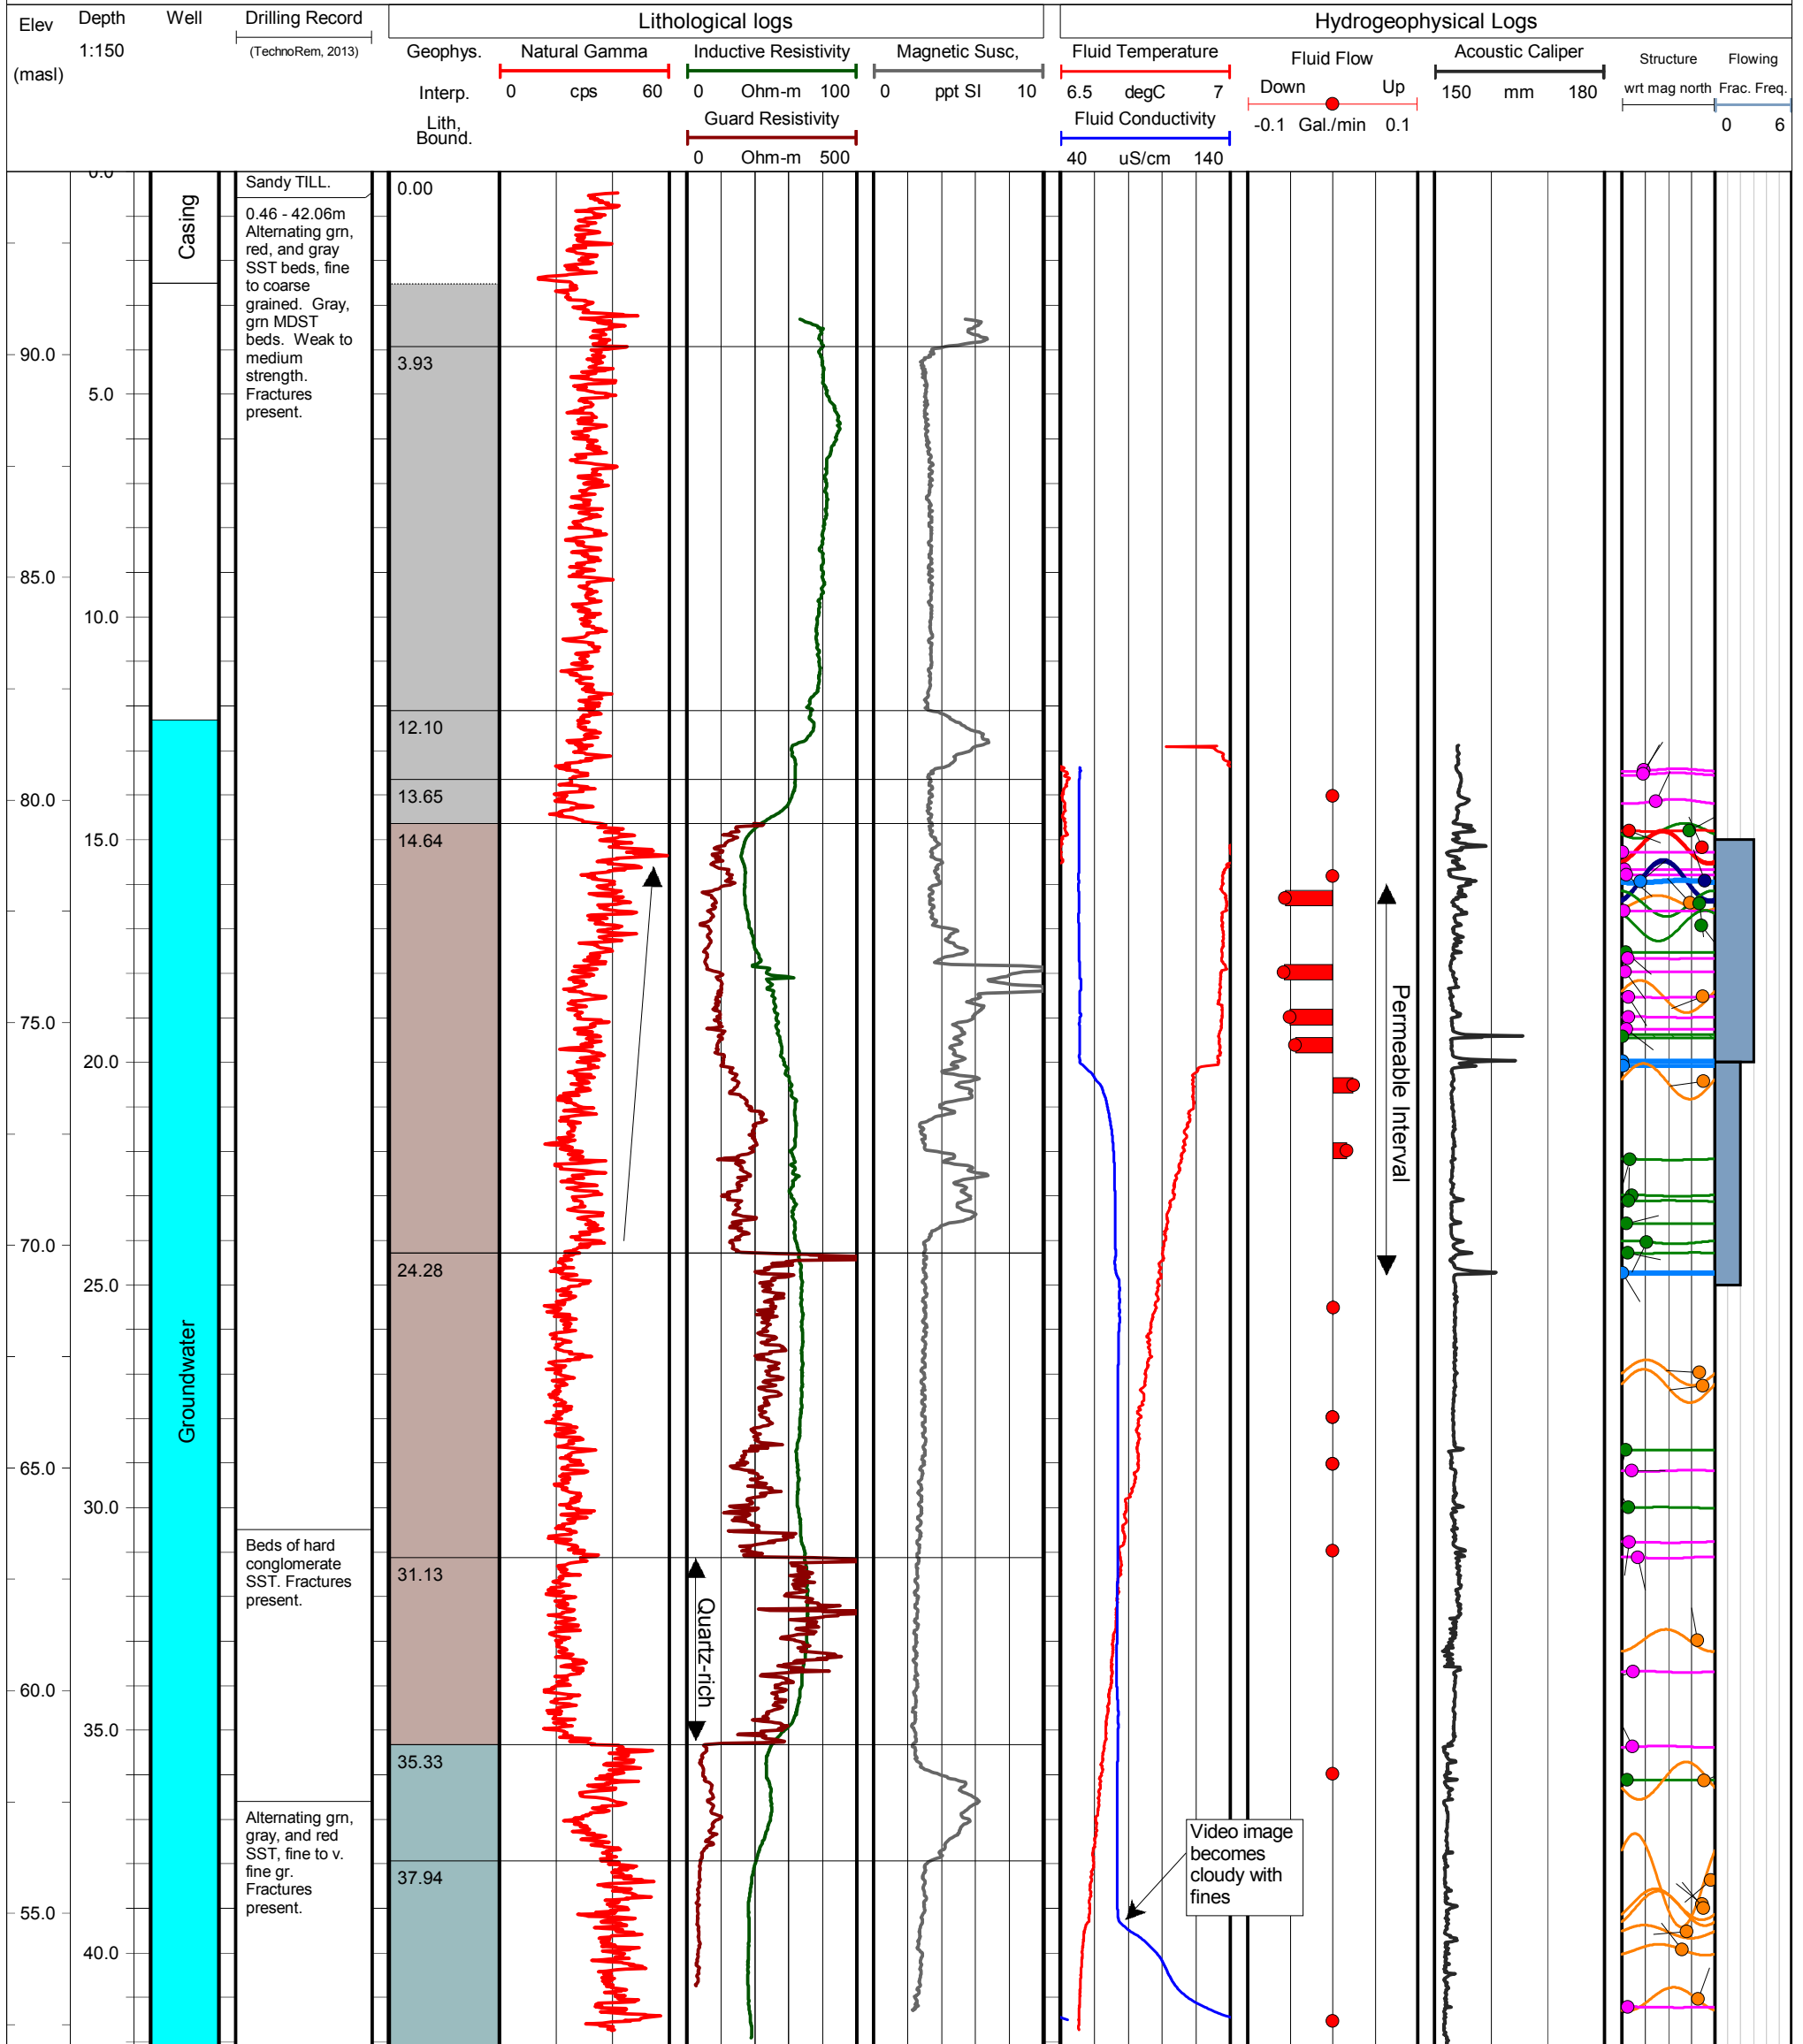 Elev
(masl)
Depth
1:150
Well
Drilling Record
(TechnoRem, 2013)
Lithological logs
Geophys.
Interp.
Lith,
Bound.
Natural Gamma
0 cps 60
Inductive Resistivity
0 Ohm-m 100
Guard Resistivity
0 Ohm-m 500
Magnetic Susc,
0 ppt SI 10
Hydrogeophysical Logs
Fluid Temperature
6.5 degC 7
Fluid Conductivity
40 uS/cm 140
Fluid Flow
Down Up
-0.1 Gal./min 0.1
Acoustic Caliper
150 mm 180
Structure
wrt mag north
Flowing
Frac. Freq.
0 6
90.0
85.0
80.0
75.0
70.0
65.0
60.0
55.0
0.0
5.0
10.0
15.0
20.0
25.0
30.0
35.0
40.0
Casing
Groundwater
Sandy TILL.
0.46 - 42.06m
Alternating grn,
red, and gray
SST beds, fine
to coarse
grained. Gray,
grn MDST
beds. Weak to
medium
strength.
Fractures
present.
Beds of hard
conglomerate
SST. Fractures
present.
Alternating grn,
gray, and red
SST, fine to v.
fine gr.
Fractures
present.
0.00
3.93
12.10
13.65
14.64
24.28
31.13
35.33
37.94
Quartz-rich
Permeable Interval
Video image
becomes
cloudy with
fines